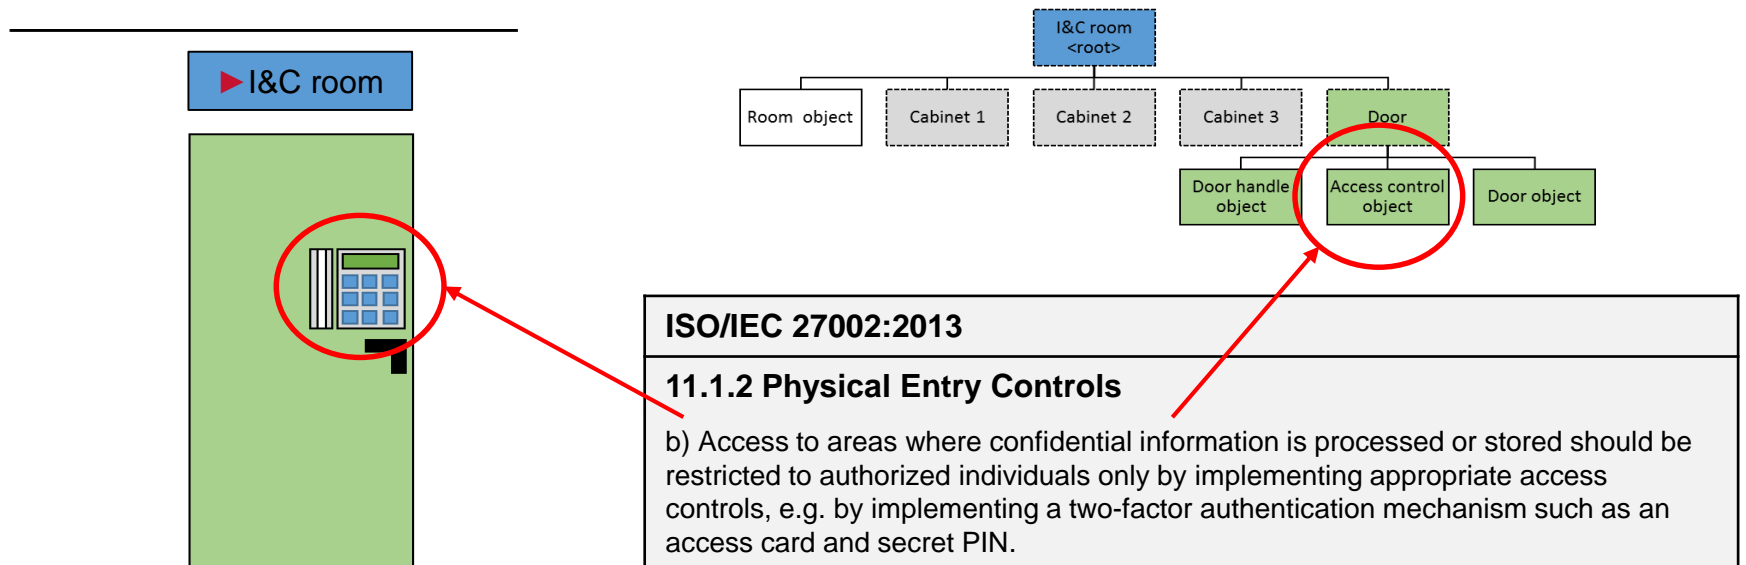 ►I&C room
I&C room
<root>
Room object
Cabinet 1
Cabinet 2
Cabinet 3
Door
Door handle
object
Access control
object
Door object
ISO/IEC 27002:2013
11.1.2 Physical Entry Controls
b) Access to areas where confidential information is processed or stored should be
restricted to authorized individuals only by implementing appropriate access
controls, e.g. by implementing a two-factor authentication mechanism such as an
access card and secret PIN.